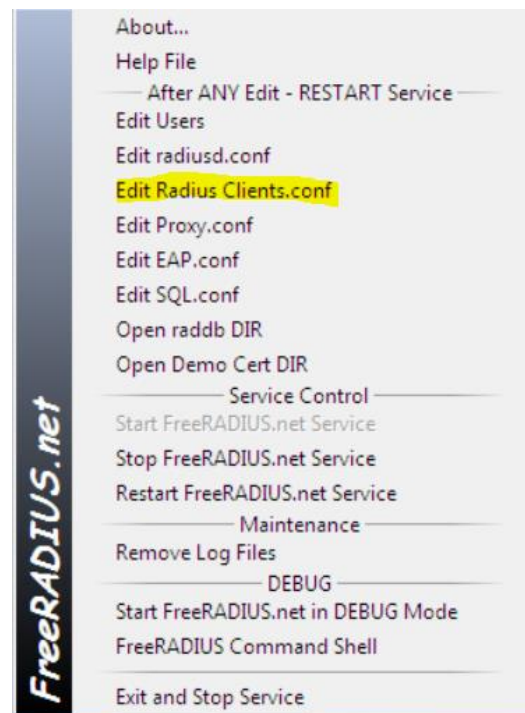 About...
Help File
After ANY Edit - RESTART Service
Edit Users
Edit radiusd.conf
Edit Radius Clients.conf
Edit Proxy.conf
Edit EAP.conf
Edit SQL.conf
Open raddb DIR
Open Demo Cert DIR
Service Control
Start FreeRADIUS.net Service
Stop FreeRADIUS.net Service
Restart FreeRADIUS.net Service
Maintenance
Remove Log Files
DEBUG
Start FreeRADIUS.net in DEBUG Mode
FreeRADIUS Command Shell
Exit and Stop Service
FreeRADIUS.net